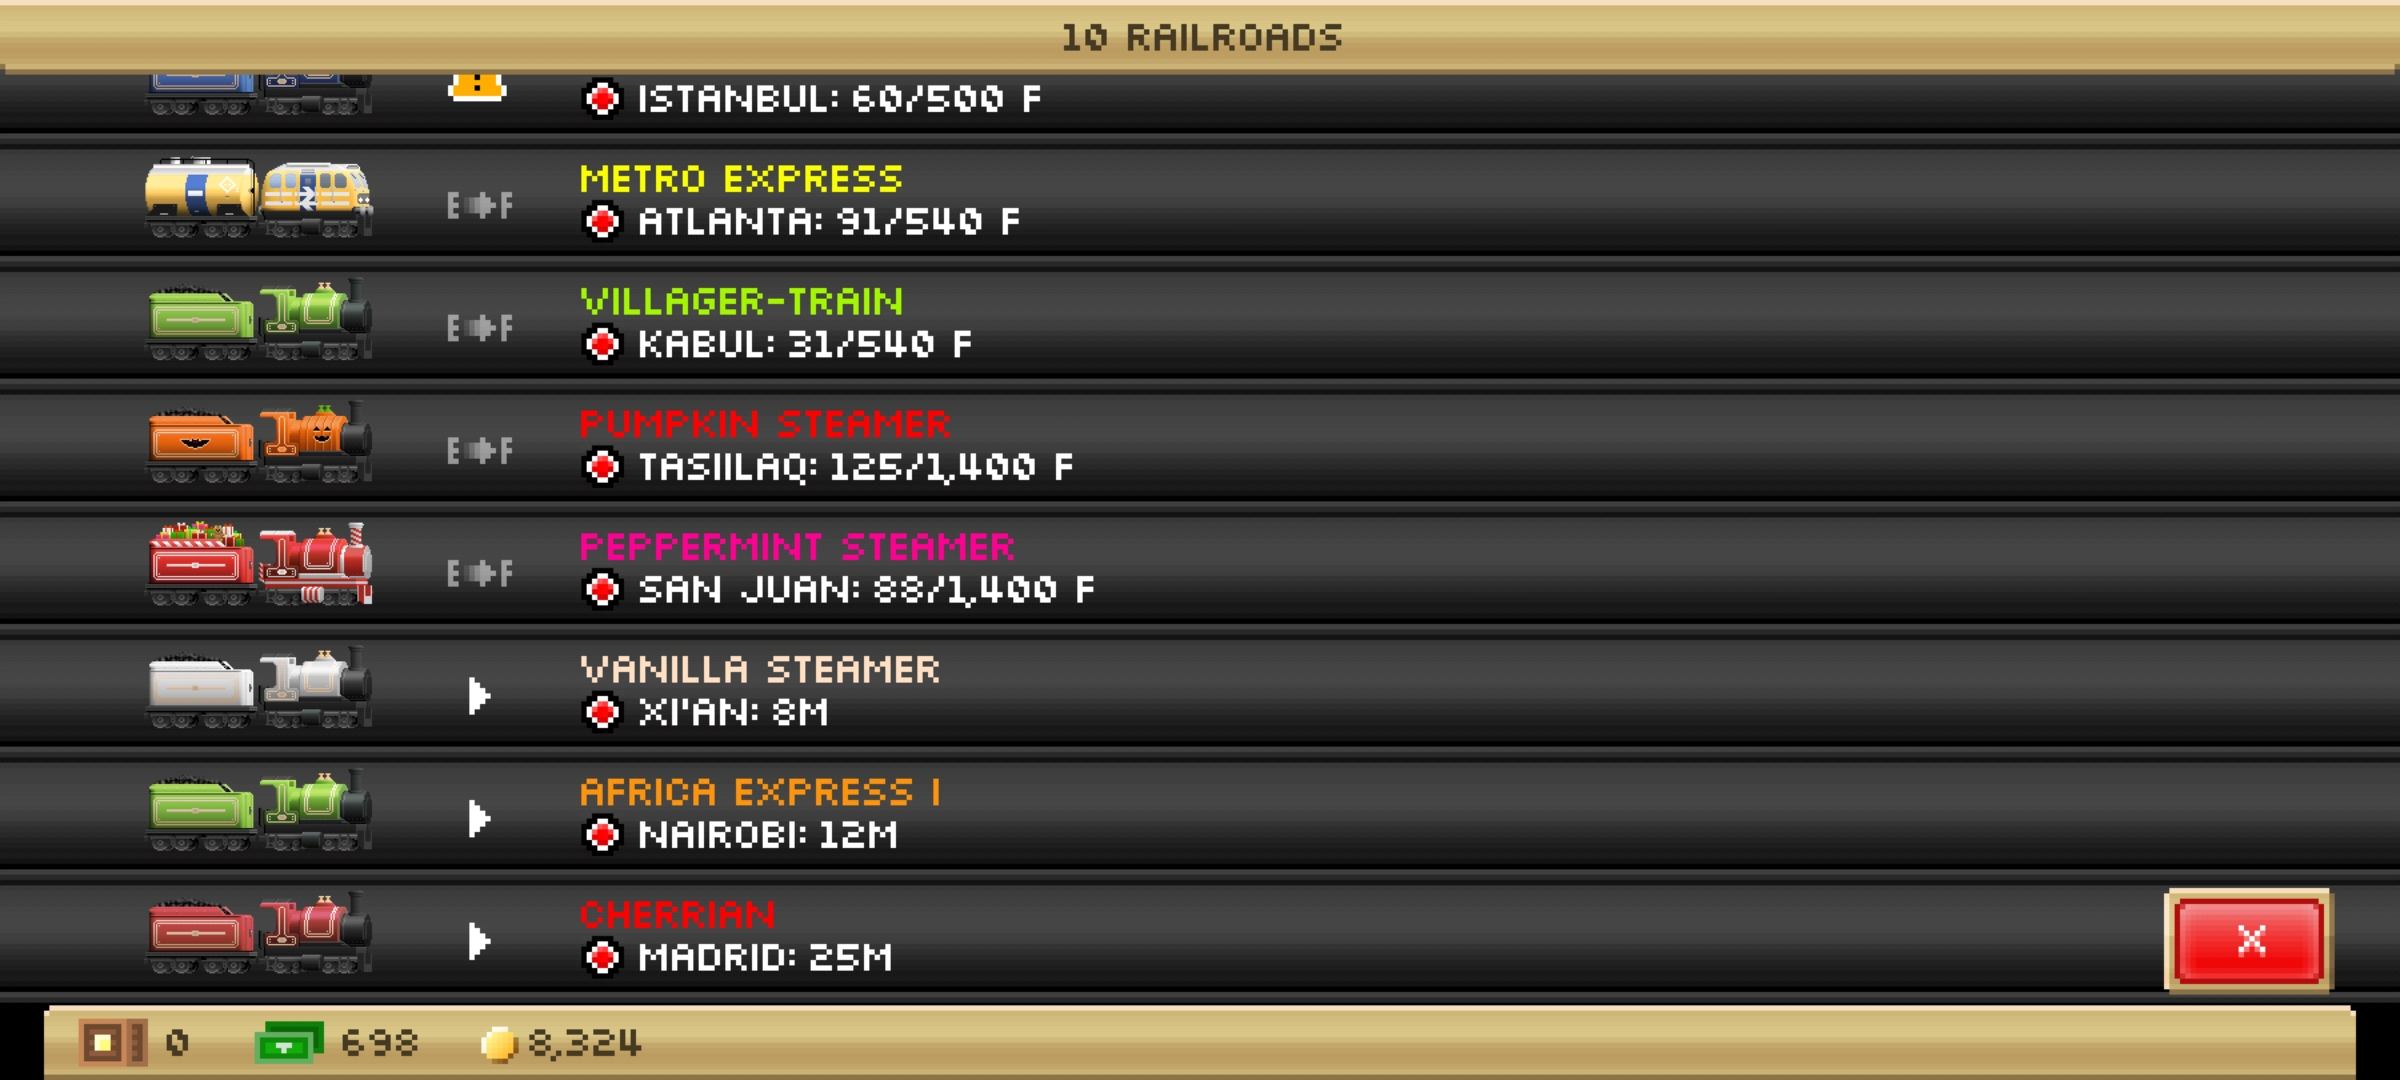 10 RAILROADS
ISTANBUL: 60/500 F
METRO EXPRESS
E F
ATLANTA: 91/540 F
VILLAGER-TRAIN
E F
KABUL: 31/540 F
PUMPKIN STEAMER
E F
TASIILAQ: 125/1,400 F
PEPPERMINT STEAMER
E F
SAN JUAN: 88/1,400 F
VANILLA STEAMER
XI'AN: 8M
AFRICA EXPRESS I
NAIROBI: 12M
CHERRIAN
MADRID: 25M
X
0 698 8,324